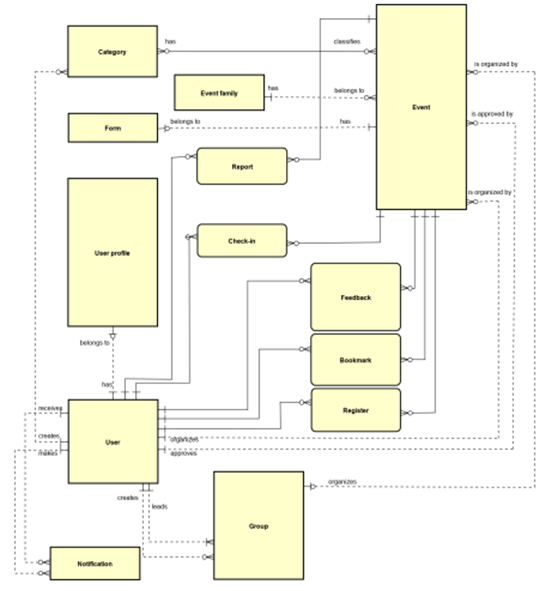 has
classifies
Category
is organized by
Event family
has
belongs to
Event
is approved by
Form
belongs to
has
Report
is organized by
Check-in
User profile
Feedback
belongs to
Bookmark
has
receives
Register
creates
organizes
User
makes
approves
creates
leads
organizes
Group
Notification